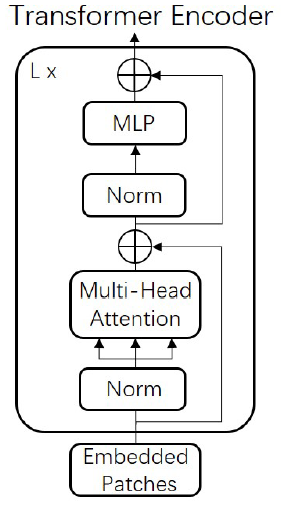 Transformer Encoder
L x
MLP
Norm
Multi-Head
Attention
Norm
Embedded
Patches